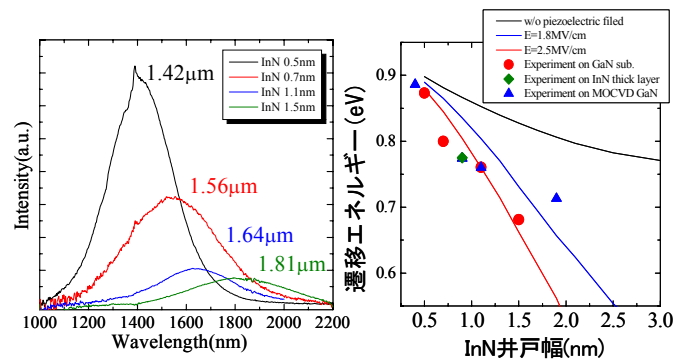 Intensity(a.u.)
InN 0.5nm
InN 0.7nm
InN 1.1nm
InN 1.5nm
1.42μm
1.56μm
1.64μm
1.81μm
1000 1200 1400 1600 1800 2000 2200
Wavelength(nm)
w/o piezoelectric filed
E=1.8MV/cm
E=2.5MV/cm
Experiment on GaN sub.
Experiment on InN thick layer
Experiment on MOCVD GaN
遷移エネルギー(eV)
0.9
0.8
0.7
0.6
0.5 1.0 1.5 2.0 2.5 3.0
InN井戸幅(nm)